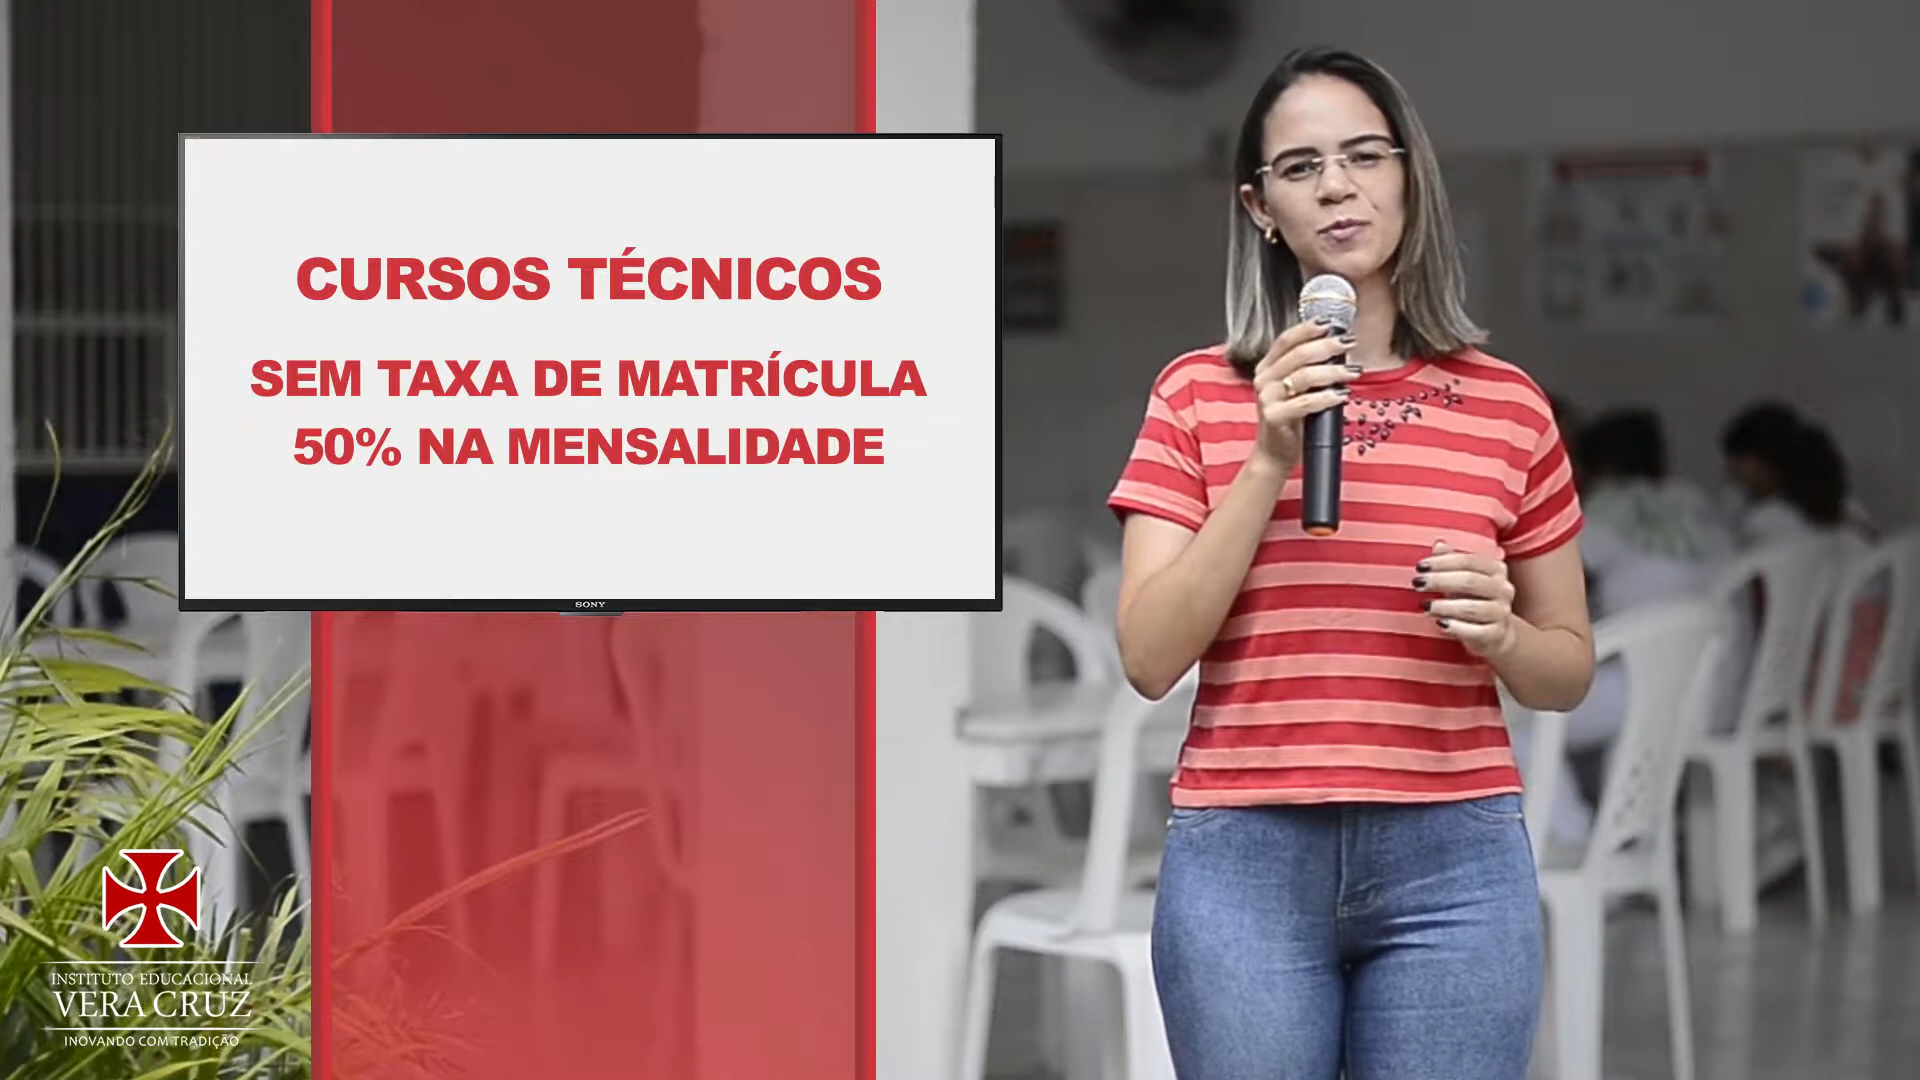 CURSOS TÉCNICOS
SEM TAXA DE MATRÍCULA
50% NA MENSALIDADE
SONY
INSTITUTO EDUCACIONAL
VERA CRUZ
INOVANDO COM TRADIÇÃO